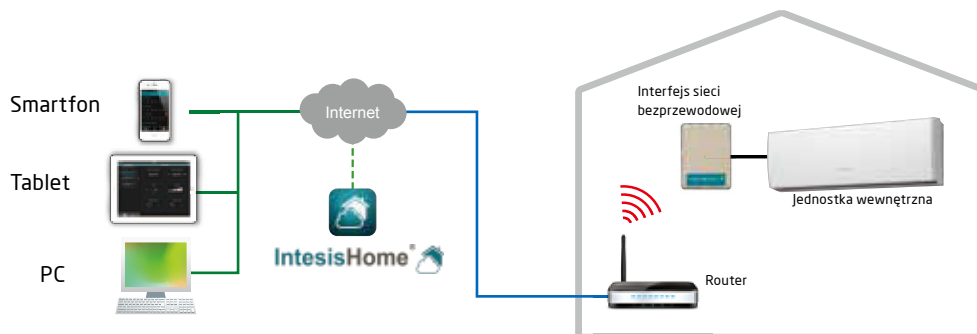 Smartfon
Tablet
PC
Internet
IntesisHome®
Interfejs sieci
bezprzewodowej
Jednostka wewnętrzna
Router